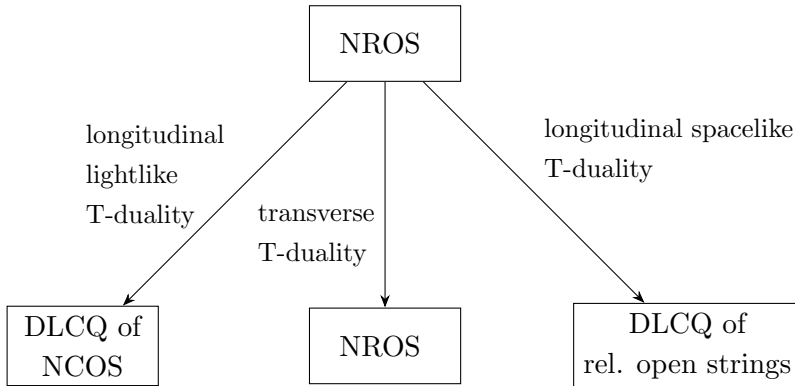 NROS
longitudinal
lightlike
T-duality
transverse
T-duality
longitudinal spacelike
T-duality
DLCQ of
NCOS
NROS
DLCQ of
rel. open strings